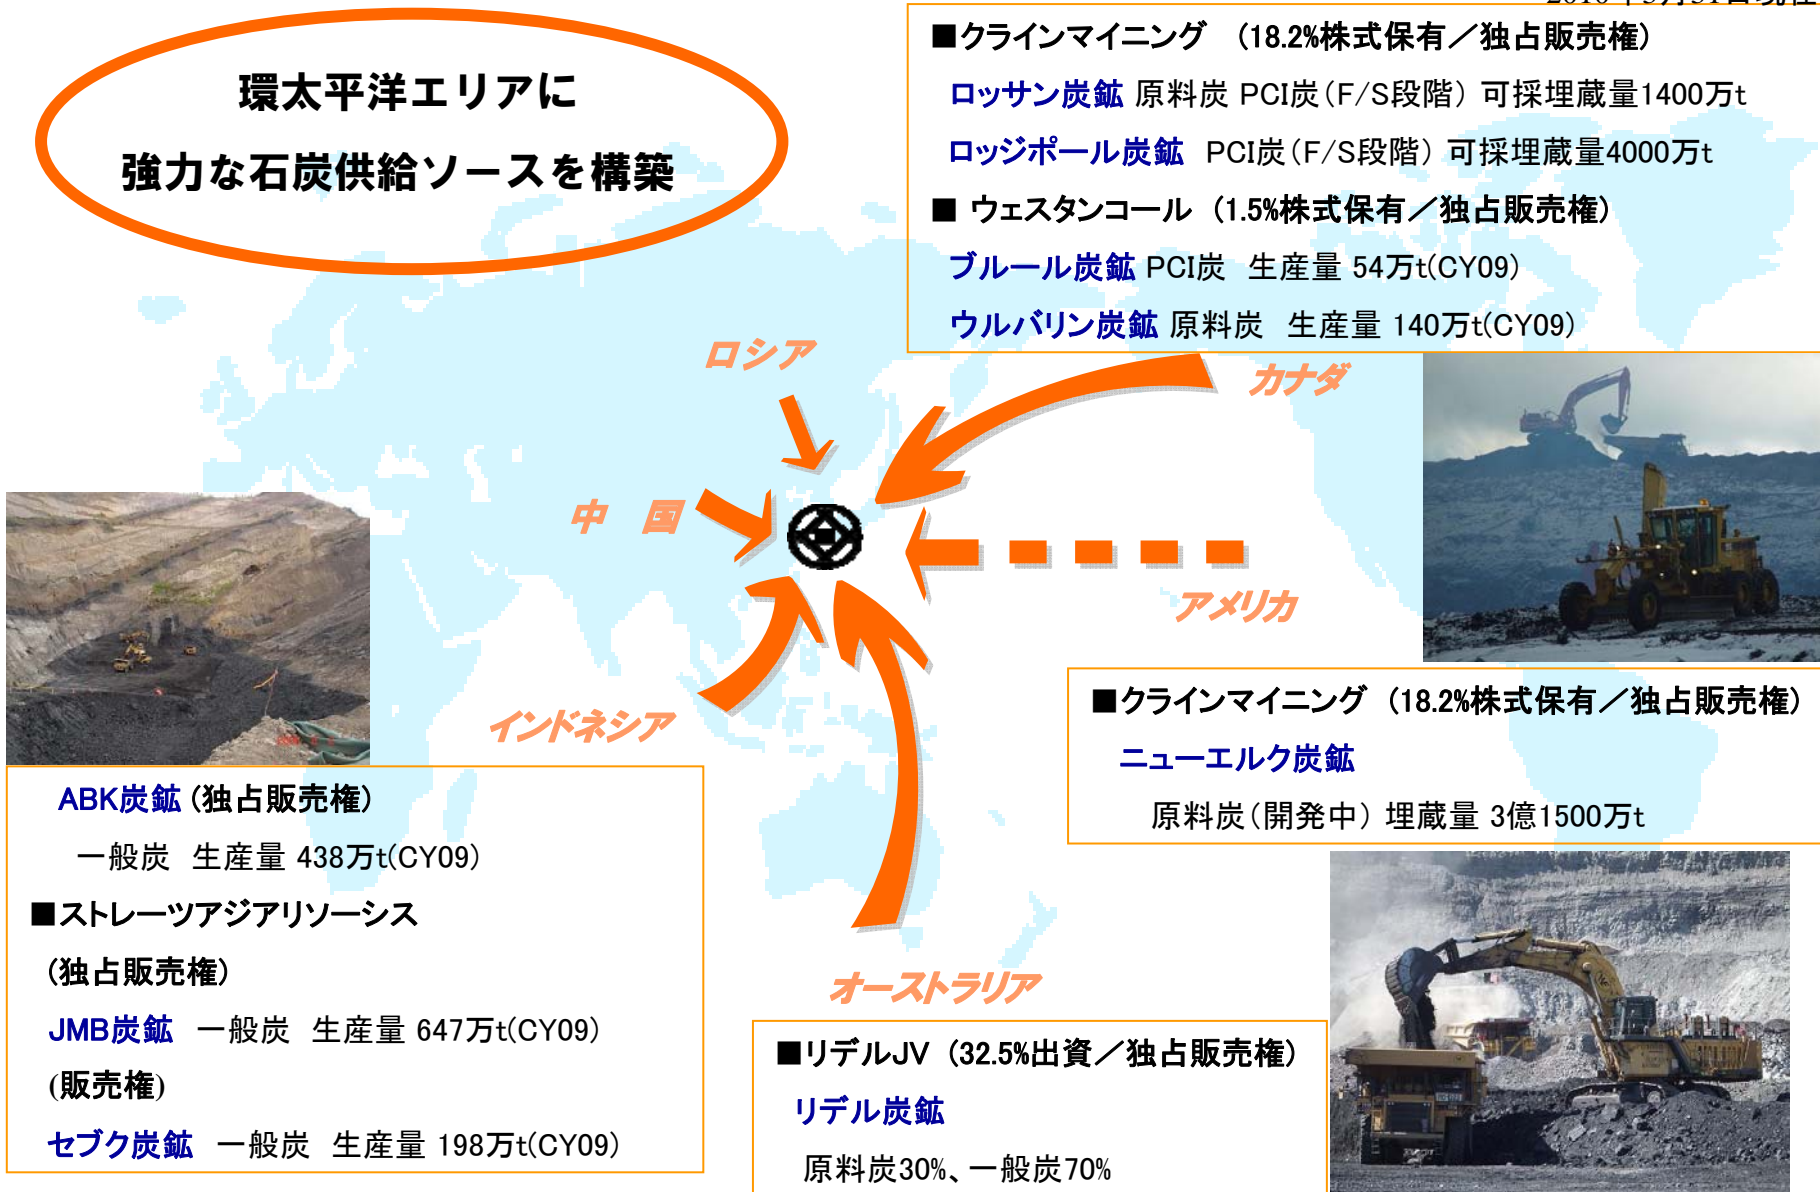 環太平洋エリアに
強力な石炭供給ソースを構築
■クラインマイニング (18.2%株式保有／独占販売権)
ロッサン炭鉱 原料炭 PCI炭(F/S段階) 可採埋蔵量1400万t
ロッジポール炭鉱 PCI炭(F/S段階) 可採埋蔵量4000万t
■ ウェスタンコール (1.5%株式保有／独占販売権)
ブルール炭鉱 PCI炭 生産量 54万t(CY09)
ウルバリン炭鉱 原料炭 生産量 140万t(CY09)
ロシア
カナダ
中 国
アメリカ
インドネシア
■クラインマイニング (18.2%株式保有／独占販売権)
ニューエルク炭鉱
原料炭(開発中) 埋蔵量 3億1500万t
ABK炭鉱 (独占販売権)
一般炭 生産量 438万t(CY09)
■ストレーツアジアリソーシス
(独占販売権)
JMB炭鉱 一般炭 生産量 647万t(CY09)
(販売権)
セブク炭鉱 一般炭 生産量 198万t(CY09)
オーストラリア
■リデルJV (32.5%出資／独占販売権)
リデル炭鉱
原料炭30%、一般炭70%